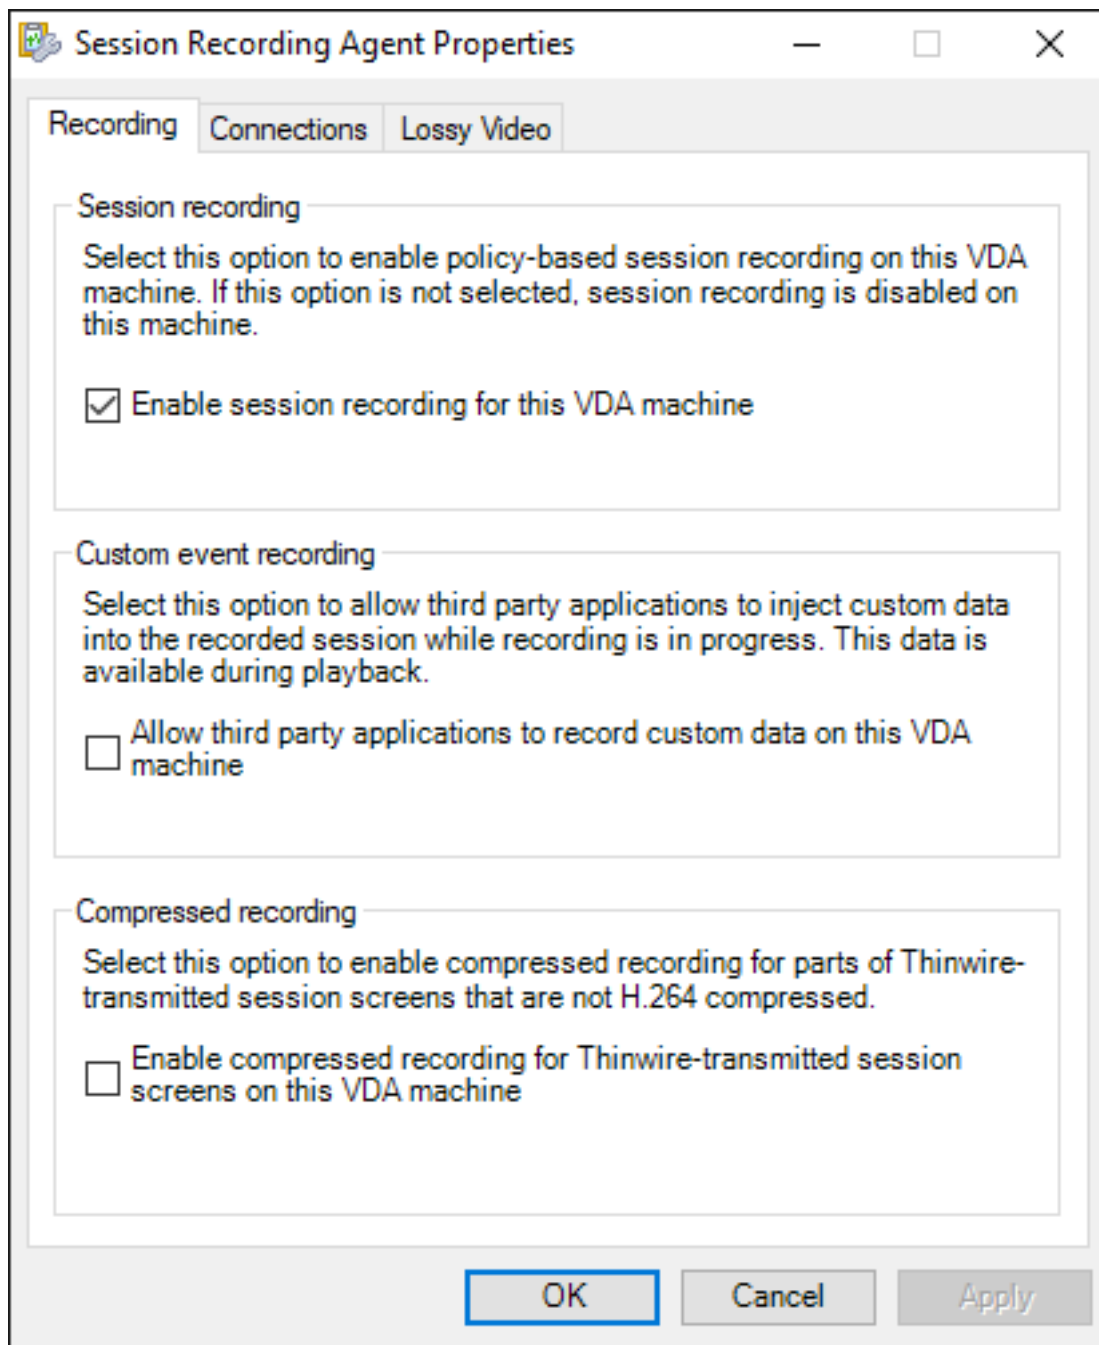 Session Recording Agent Properties
Recording
Connections
Lossy Video
Session recording
Select this option to enable policy-based session recording on this VDA
machine. If this option is not selected, session recording is disabled on
this machine.
Enable session recording for this VDA machine
Custom event recording
Select this option to allow third party applications to inject custom data
into the recorded session while recording is in progress. This data is
available during playback.
Allow third party applications to record custom data on this VDA
machine
Compressed recording
Select this option to enable compressed recording for parts of Thinwire-
transmitted session screens that are not H.264 compressed.
Enable compressed recording for Thinwire-transmitted session
screens on this VDA machine
OK
Cancel
Apply